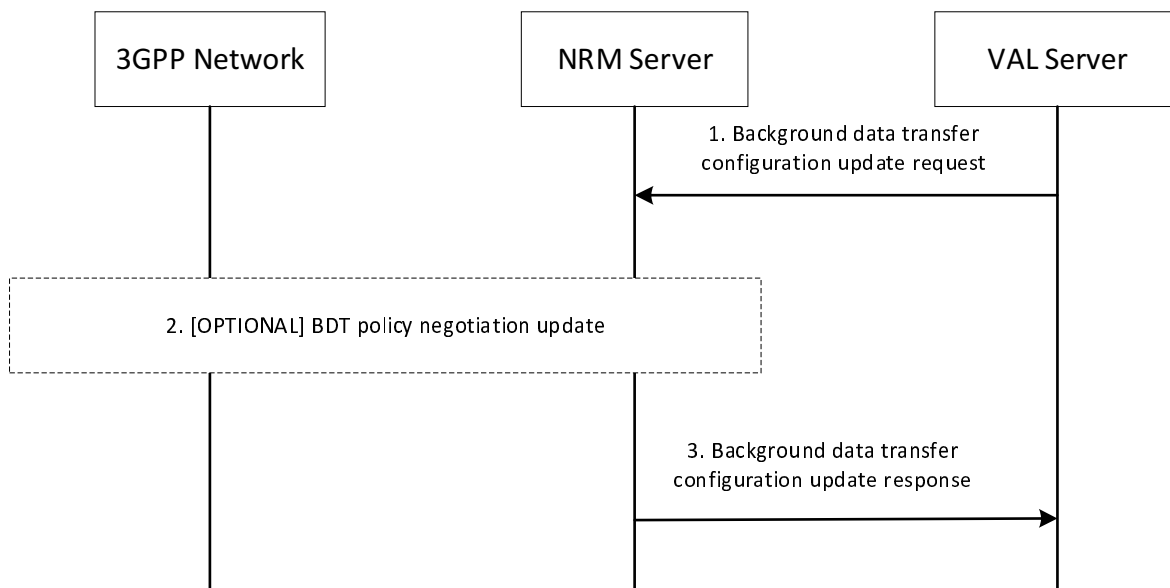 3GPP Network
NRM Server
VAL Server
1. Background data transfer
configuration update request
2. [OPTIONAL] BDT policy negotiation update
3. Background data transfer
configuration update response